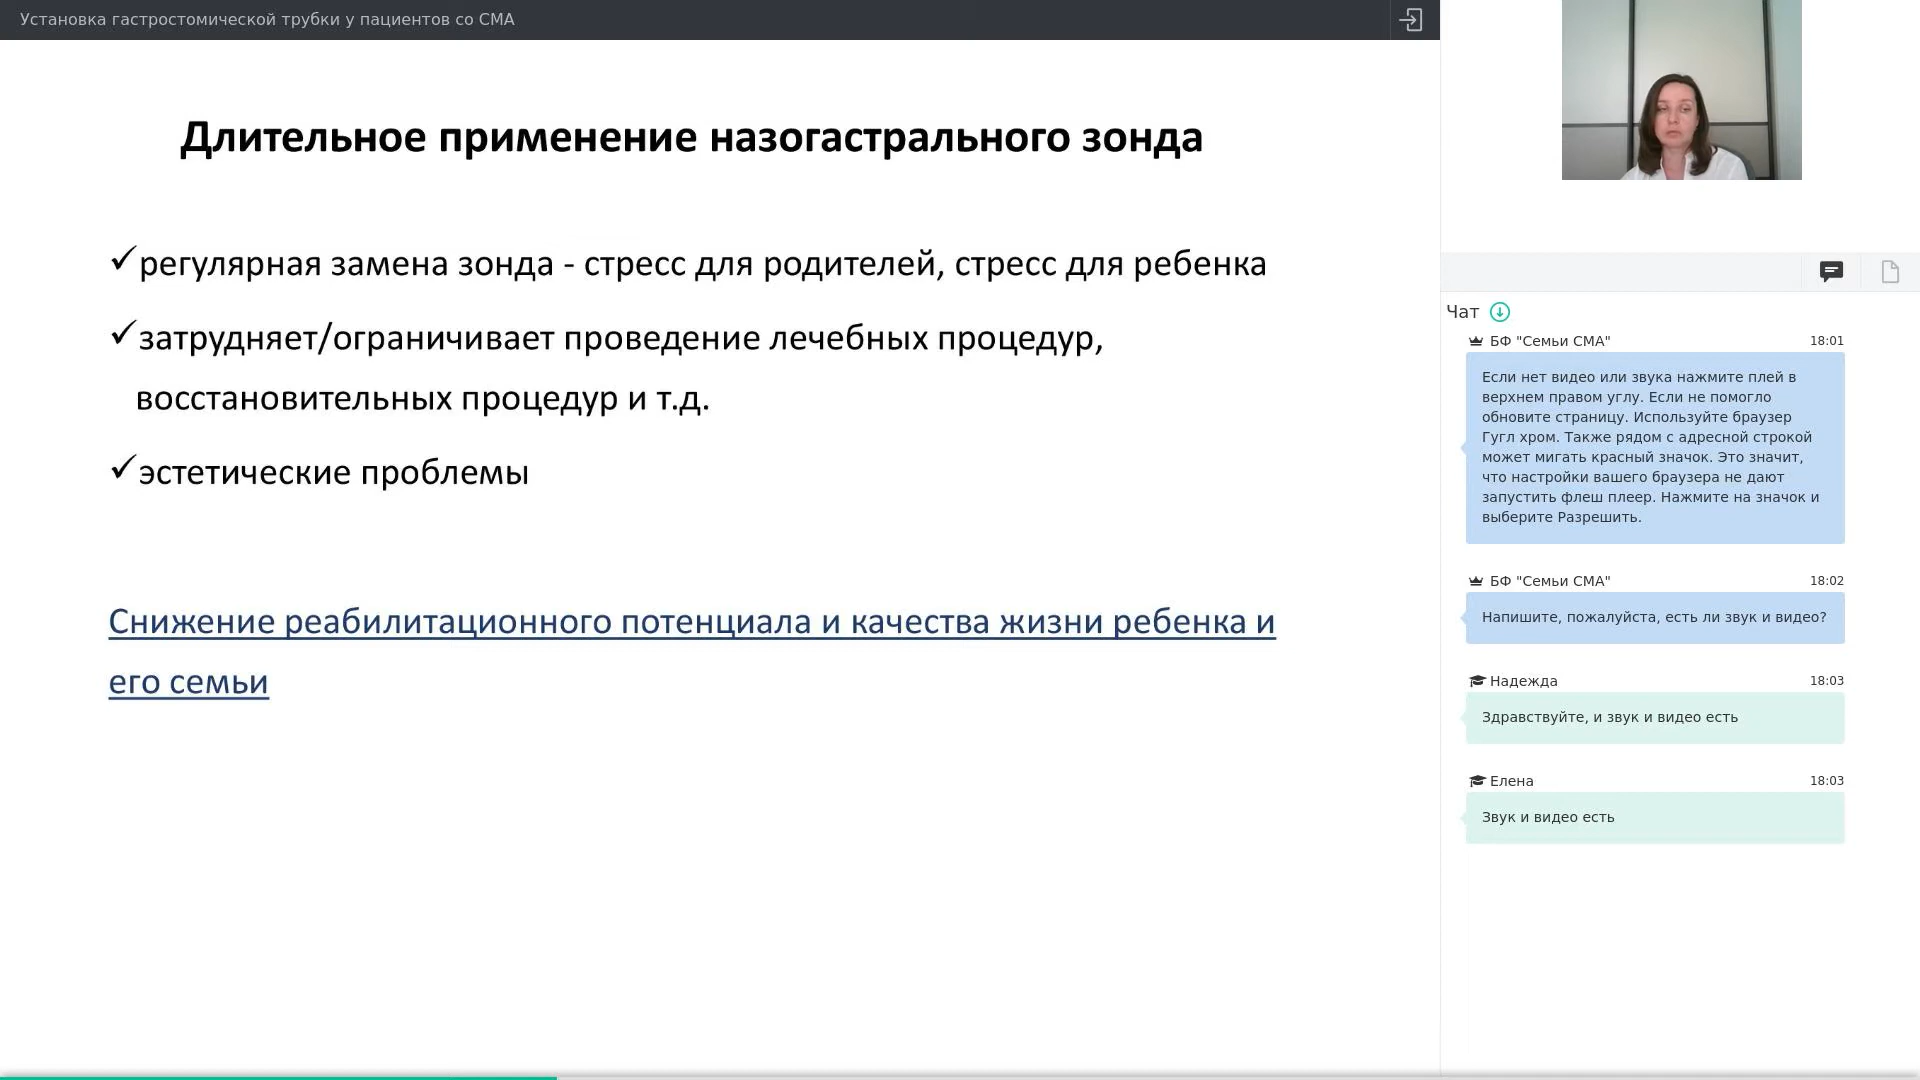 Установка гастростомической трубки у пациентов со СМА
Длительное применение назогастрального зонда
✓регулярная замена зонда - стресс для родителей, стресс для ребенка
✓затрудняет/ограничивает проведение лечебных процедур,
восстановительных процедур и т.д.
✓эстетические проблемы
Снижение реабилитационного потенциала и качества жизни ребенка и
его семьи
Чат
БФ "Семьи СМА" 18:01
Если нет видео или звука нажмите плей в
верхнем правом углу. Если не помогло
обновите страницу. Используйте браузер
Гугл хром. Также рядом с адресной строкой
может мигать красный значок. Это значит,
что настройки вашего браузера не дают
запустить флеш плеер. Нажмите на значок и
выберите Разрешить.
БФ "Семьи СМА" 18:02
Напишите, пожалуйста, есть ли звук и видео?
Надежда 18:03
Здравствуйте, и звук и видео есть
Елена 18:03
Звук и видео есть